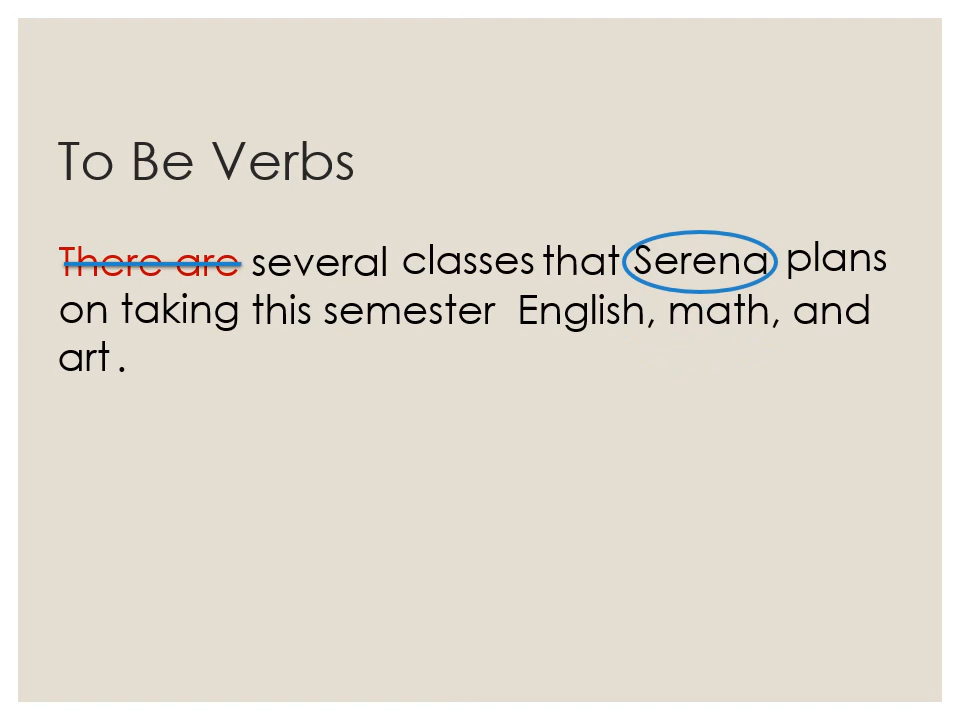 To Be Verbs
There are several classes that Serena plans
on taking this semester English, math, and
art .